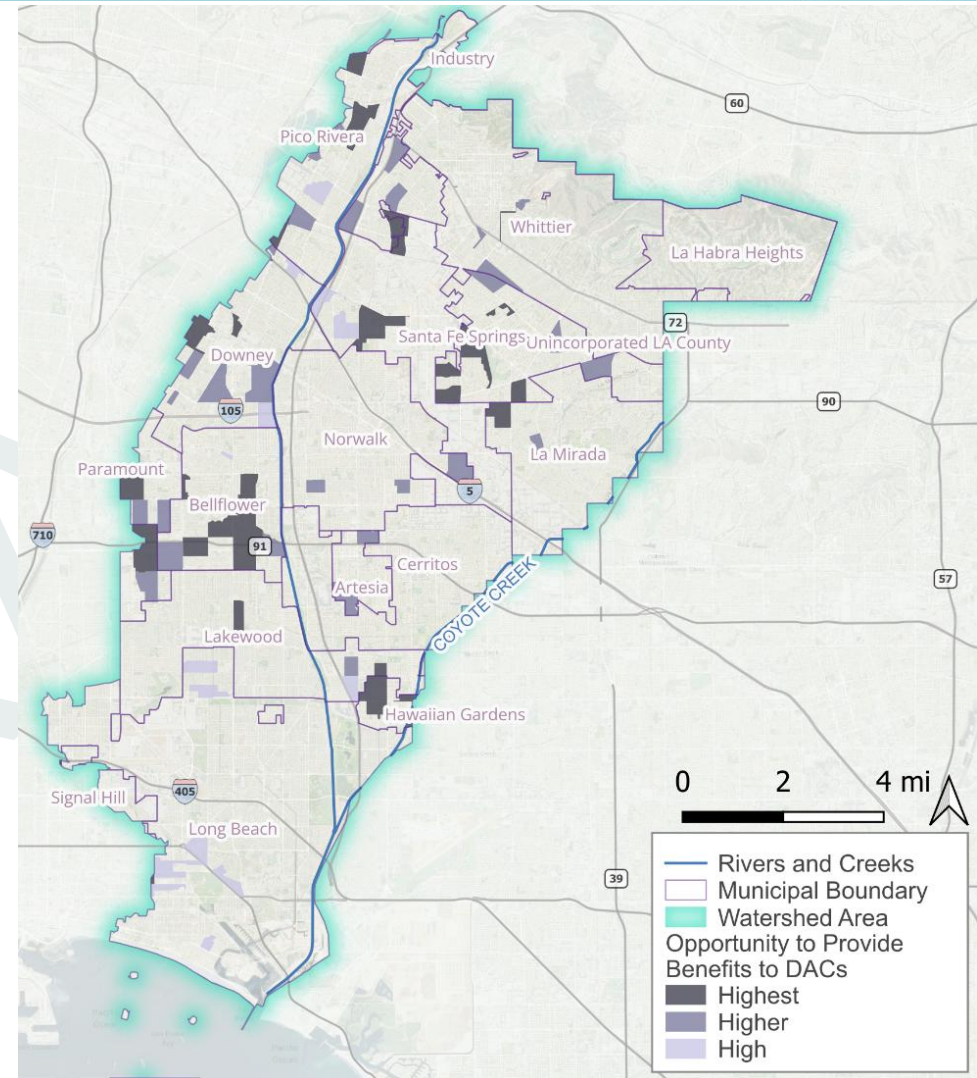 Industry
60
Pico Rivera
Whittier
La Habra Heights
72
Santa Fe Springs
Unincorporated LA County
Downey
90
105
Norwalk
La Mirada
Paramount
5
Bellflower
710
91
Cerritos
57
Artesia
COYOTE CREEK
Lakewood
Hawaiian Gardens
0 2 4 mi
Signal Hill
405
Long Beach
39
Rivers and Creeks
Municipal Boundary
Watershed Area
Opportunity to Provide
Benefits to DACs
Highest
Higher
High